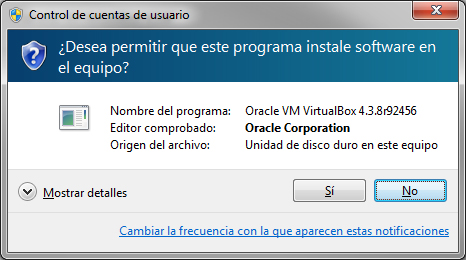 Control de cuentas de usuario
¿Desea permitir que este programa instale software en
el equipo?
Nombre del programa: Oracle VM VirtualBox 4.3.8r92456
Editor comprobado: Oracle Corporation
Origen del archivo: Unidad de disco duro en este equipo
Mostrar detalles Sí No
Cambiar la frecuencia con la que aparecen estas notificaciones